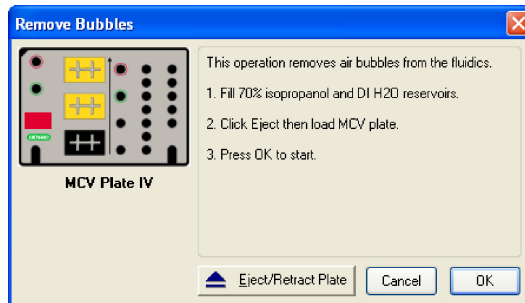 Remove Bubbles
This operation removes air bubbles from the fluidics.
1. Fill 70% isopropanol and DI H2O reservoirs.
2. Click Eject then load MCV plate.
3. Press OK to start.
MCV Plate IV
Eject/Retract Plate
Cancel
OK